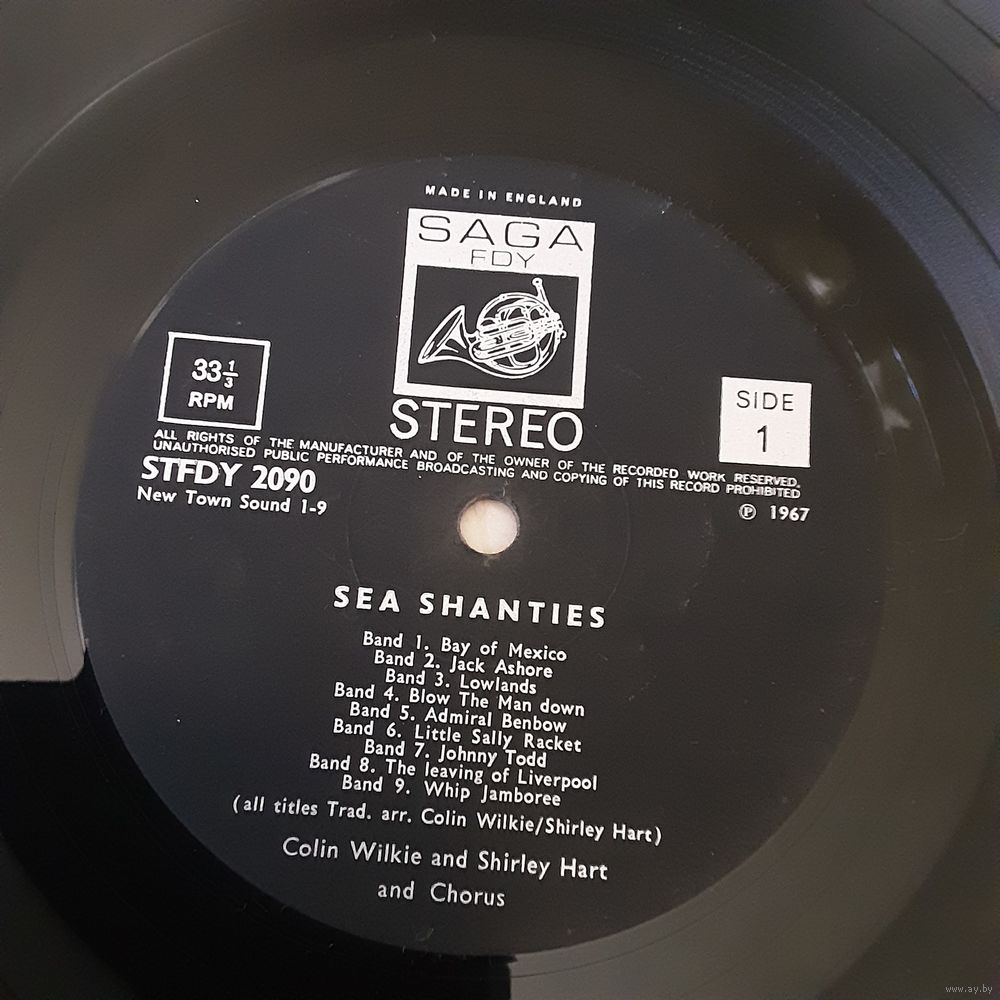 MADE IN ENGLAND
SAGA
FDY
33 1/3
RPM
STEREO
SIDE
1
ALL RIGHTS OF THE MANUFACTURER AND OF THE OWNER OF THE RECORDED WORK RESERVED.
UNAUTHORISED PUBLIC PERFORMANCE BROADCASTING AND COPYING OF THIS RECORD PROHIBITED
STFDY 2090
New Town Sound 1-9
℗ 1967
SEA SHANTIES
Band 1. Bay of Mexico
Band 2. Jack Ashore
Band 3. Lowlands
Band 4. Blow The Man down
Band 5. Admiral Benbow
Band 6. Little Sally Racket
Band 7. Johnny Todd
Band 8. The leaving of Liverpool
Band 9. Whip Jamboree
(all titles Trad. arr. Colin Wilkie/Shirley Hart)
Colin Wilkie and Shirley Hart
and Chorus
www.ay.by